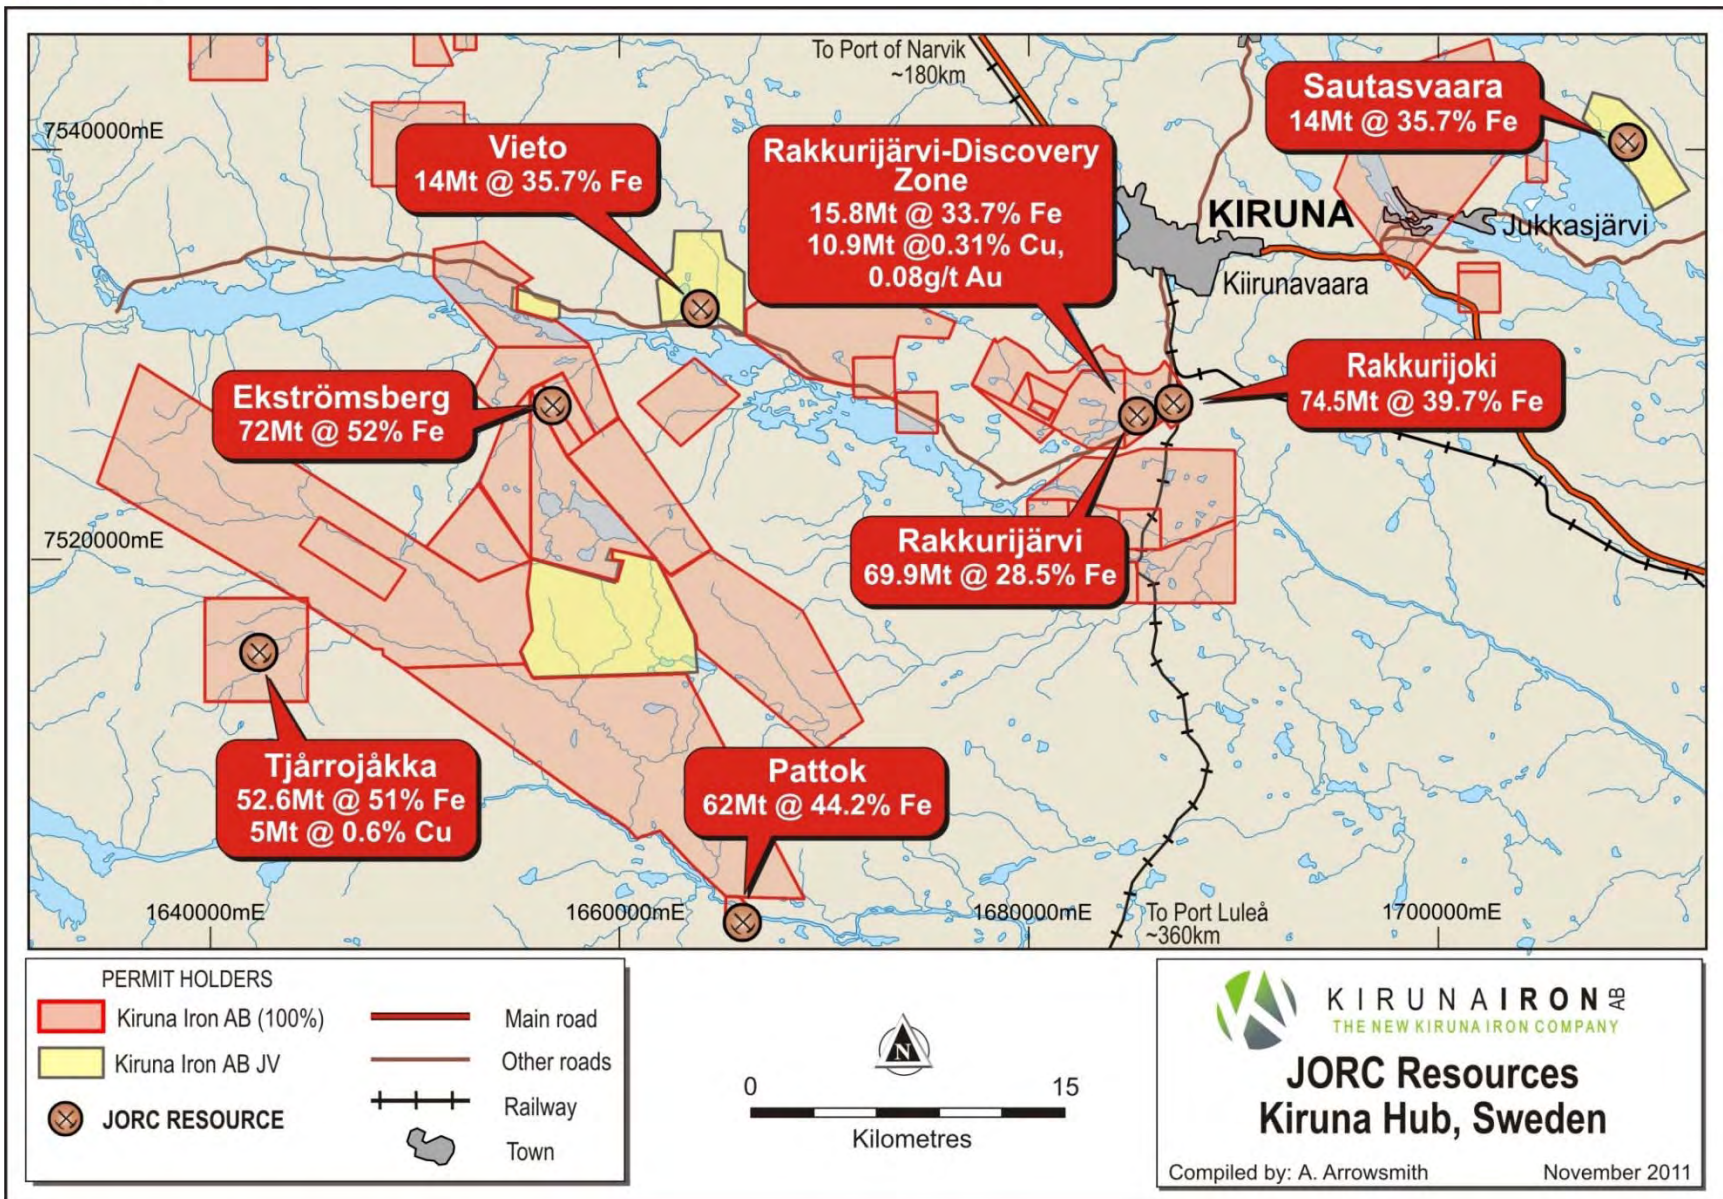 To Port of Narvik
~180km
Sautasvaara
14Mt @ 35.7% Fe
7540000mE
Vieto
14Mt @ 35.7% Fe
Rakkurijärvi-Discovery
Zone
15.8Mt @ 33.7% Fe
10.9Mt @0.31% Cu,
0.08g/t Au
KIRUNA
Jukkasjärvi
Kiirunavaara
Ekströmsberg
72Mt @ 52% Fe
Rakkurijoki
74.5Mt @ 39.7% Fe
7520000mE
Rakkurijärvi
69.9Mt @ 28.5% Fe
Tjårrojåkka
52.6Mt @ 51% Fe
5Mt @ 0.6% Cu
Pattok
62Mt @ 44.2% Fe
1640000mE
1660000mE
1680000mE
To Port Luleå
~360km
1700000mE
PERMIT HOLDERS
Kiruna Iron AB (100%)
Kiruna Iron AB JV
JORC RESOURCE
Main road
Other roads
Railway
Town
N
0 15
Kilometres
KIRUNAIRON AB
THE NEW KIRUNA IRON COMPANY
JORC Resources
Kiruna Hub, Sweden
Compiled by: A. Arrowsmith November 2011